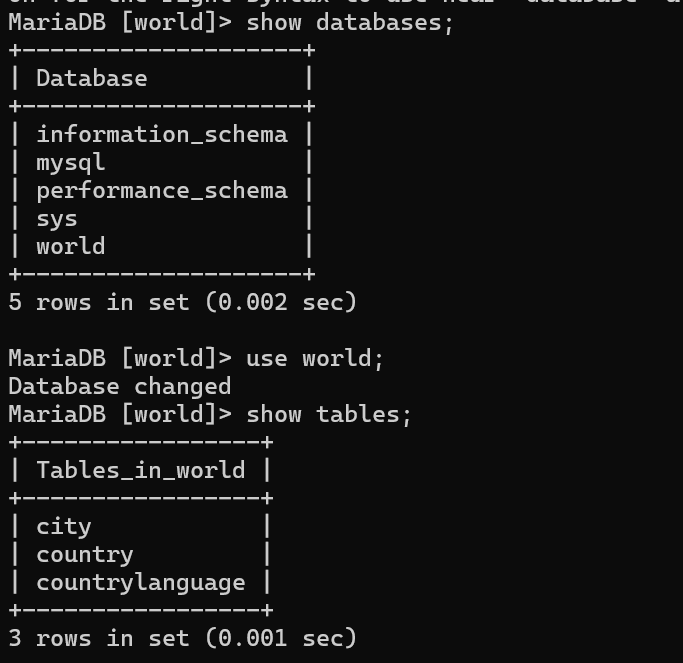 MariaDB [world]> show databases;
+--------------------+
| Database           |
+--------------------+
| information_schema |
| mysql              |
| performance_schema |
| sys                |
| world              |
+--------------------+
5 rows in set (0.002 sec)

MariaDB [world]> use world;
Database changed
MariaDB [world]> show tables;
+-----------------+
| Tables_in_world |
+-----------------+
| city            |
| country         |
| countrylanguage |
+-----------------+
3 rows in set (0.001 sec)